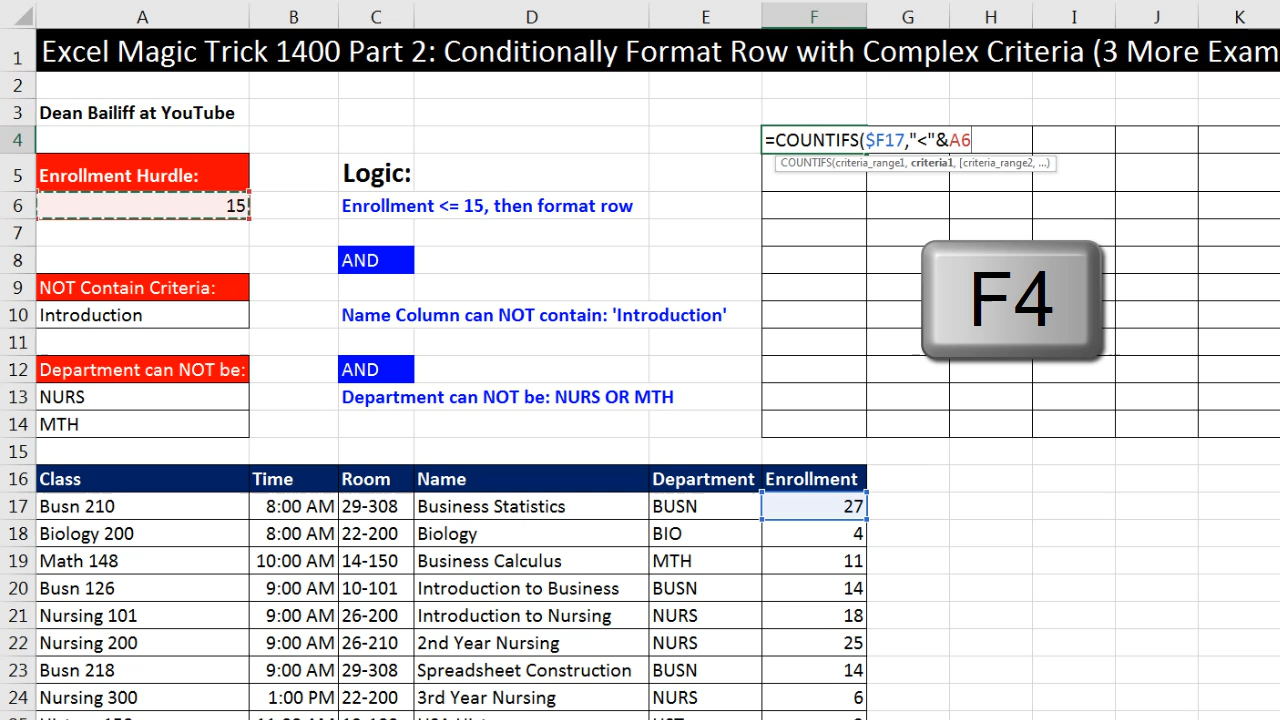 A B C D E F G H I J K
1 Excel Magic Trick 1400 Part 2: Conditionally Format Row with Complex Criteria (3 More Exam
2
3 Dean Bailiff at YouTube
4 =COUNTIFS($F17,"<"&A6
COUNTIFS(criteria_range1, criteria1, [criteria_range2, ...)
5 Enrollment Hurdle: Logic:
6 15 Enrollment <= 15, then format row
7
8 AND
9 NOT Contain Criteria:
F4
10 Introduction Name Column can NOT contain: 'Introduction'
11
12 Department can NOT be: AND
13 NURS Department can NOT be: NURS OR MTH
14 MTH
15
16 Class Time Room Name Department Enrollment
17 Busn 210 8:00 AM 29-308 Business Statistics BUSN 27
18 Biology 200 8:00 AM 22-200 Biology BIO 4
19 Math 148 10:00 AM 14-150 Business Calculus MTH 11
20 Busn 126 9:00 AM 10-101 Introduction to Business BUSN 14
21 Nursing 101 9:00 AM 26-200 Introduction to Nursing NURS 18
22 Nursing 200 9:00 AM 26-210 2nd Year Nursing NURS 25
23 Busn 218 9:00 AM 29-308 Spreadsheet Construction BUSN 14
24 Nursing 300 1:00 PM 22-200 3rd Year Nursing NURS 6